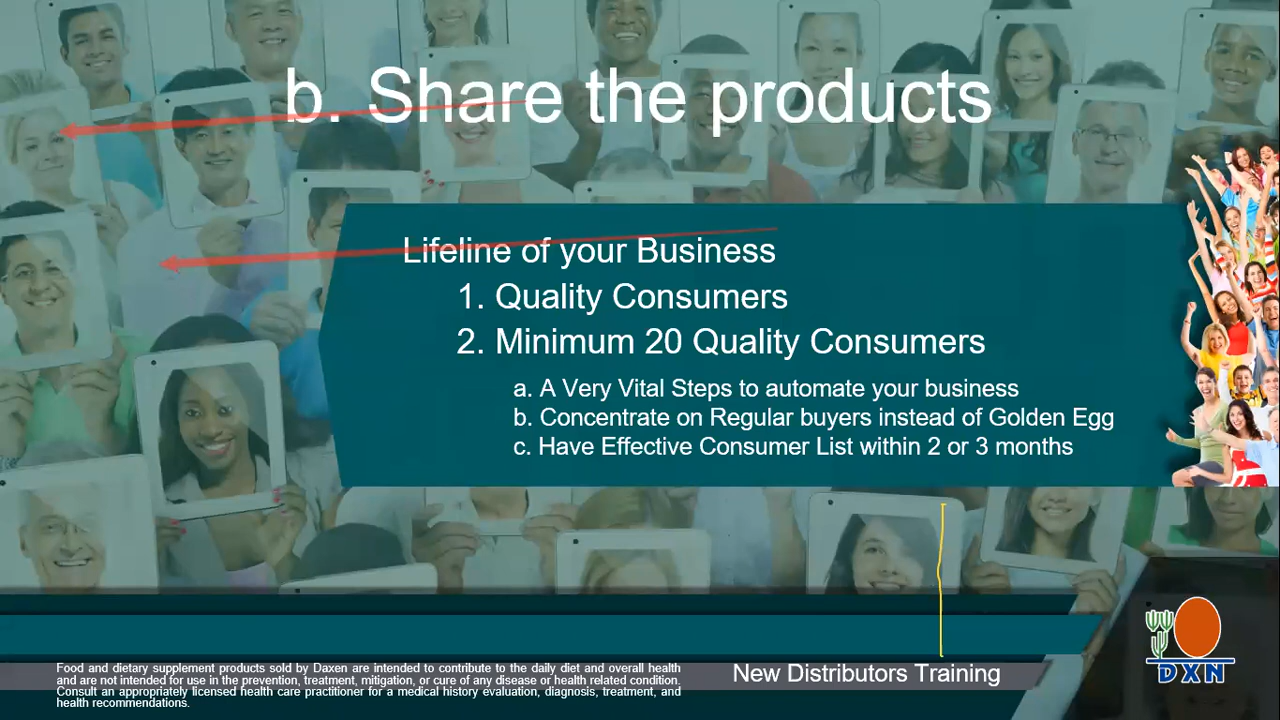 b. Share the products
Lifeline of your Business
1. Quality Consumers
2. Minimum 20 Quality Consumers
a. A Very Vital Steps to automate your business
b. Concentrate on Regular buyers instead of Golden Egg
c. Have Effective Consumer List within 2 or 3 months
Food and dietary supplement products sold by Daxen are intended to contribute to the daily diet and overall health
and are not intended for use in the prevention, treatment, mitigation, or cure of any disease or health related condition.
Consult an appropriately licensed health care practitioner for a medical history evaluation, diagnosis, treatment, and
health recommendations.
New Distributors Training
DXN